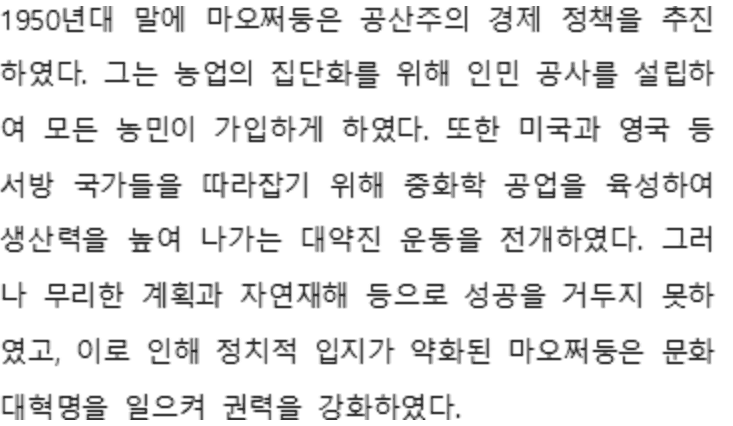 1950년대 말에 마오쩌둥은 공산주의 경제 정책을 추진
하였다. 그는 농업의 집단화를 위해 인민 공사를 설립하
여 모든 농민이 가입하게 하였다. 또한 미국과 영국 등
서방 국가들을 따라잡기 위해 중화학 공업을 육성하여
생산력을 높여 나가는 대약진 운동을 전개하였다. 그러
나 무리한 계획과 자연재해 등으로 성공을 거두지 못하
였고, 이로 인해 정치적 입지가 약화된 마오쩌둥은 문화
대혁명을 일으켜 권력을 강화하였다.